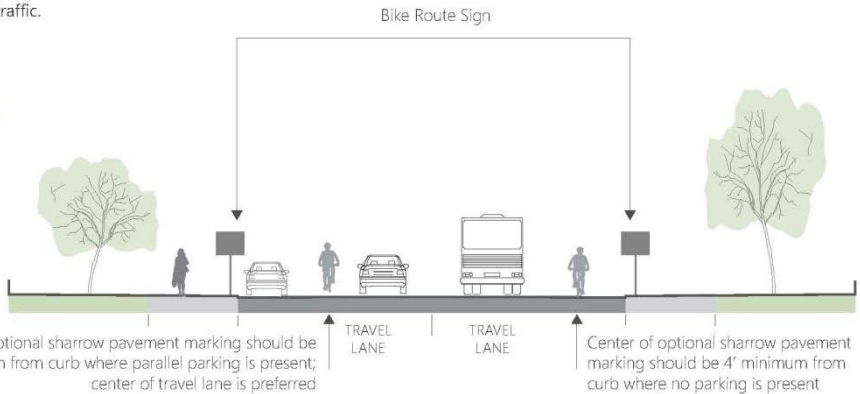 raffic.
Bike Route Sign
TRAVEL
LANE
TRAVEL
LANE
ptional sharrow pavement marking should be
from curb where parallel parking is present;
center of travel lane is preferred
Center of optional sharrow pavement
marking should be 4' minimum from
curb where no parking is present